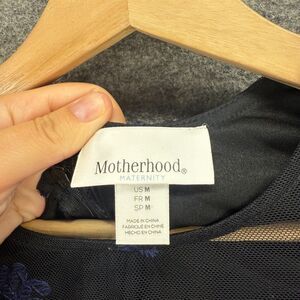 Motherhood®
MATERNITY
US M
FR M
SP M
MADE IN CHINA
FABRIQUÉ EN CHINE
HECHO EN CHINA